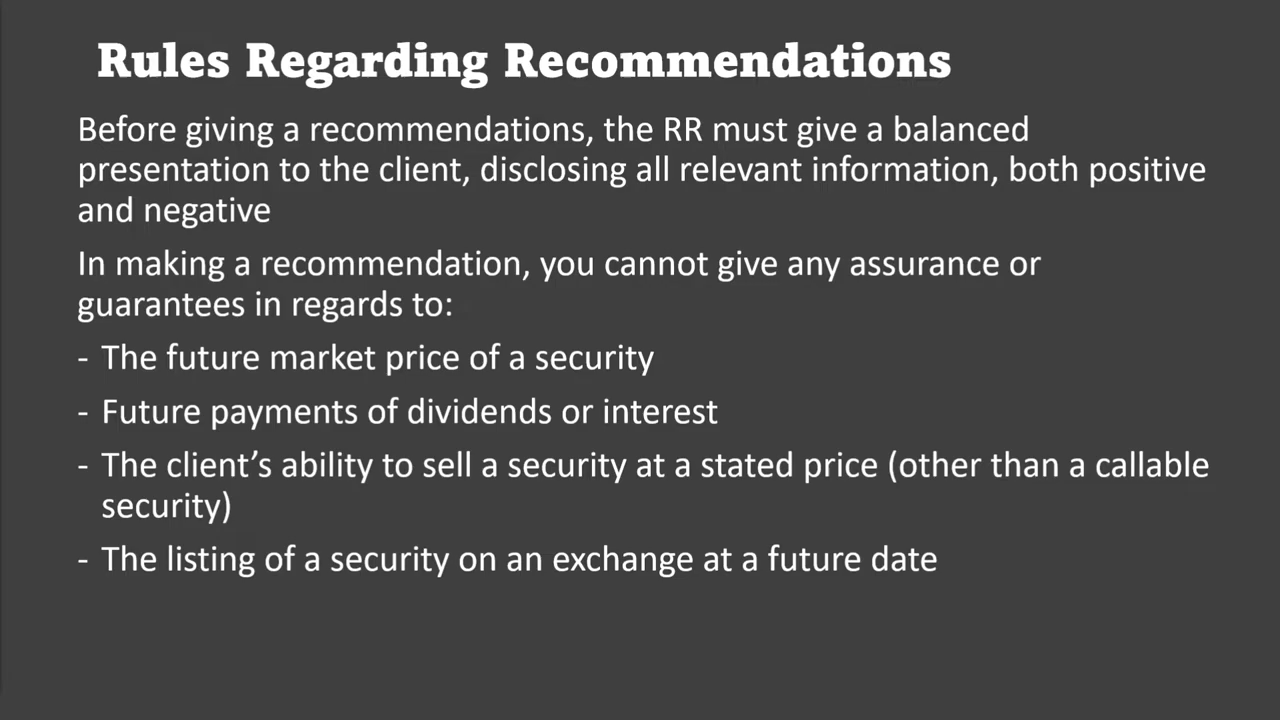 Rules Regarding Recommendations
Before giving a recommendations, the RR must give a balanced
presentation to the client, disclosing all relevant information, both positive
and negative
In making a recommendation, you cannot give any assurance or
guarantees in regards to:
- The future market price of a security
- Future payments of dividends or interest
- The client’s ability to sell a security at a stated price (other than a callable
security)
- The listing of a security on an exchange at a future date